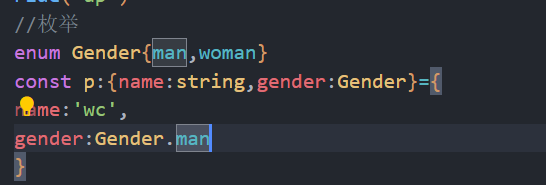 //枚举
enum Gender{man,woman}
const p:{name:string,gender:Gender}={
name:'wc',
gender:Gender.man
}